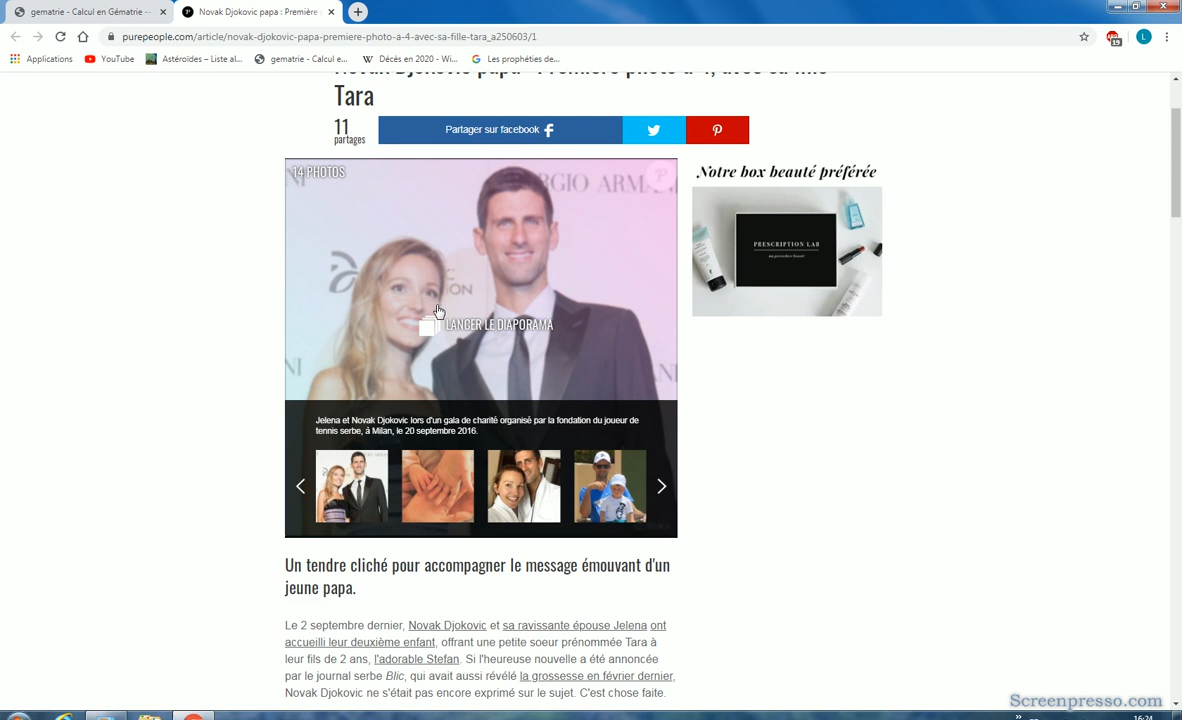 gematrie - Calcul en Gématrie -
Novak Djokovic papa : Première
purepeople.com/article/novak-djokovic-papa-premiere-photo-a-4-avec-sa-fille-tara_a250603/1
15
L
Applications
YouTube
Astéroïdes – Liste al...
gematrie - Calcul e...
Décès en 2020 - Wi...
Les prophéties de...
Novak Djokovic papa : Première photo à 4, avec sa fille
Tara
11
partages
Partager sur facebook
14 PHOTOS
GIORGIO ARMANI
LANCER LE DIAPORAMA
Jelena et Novak Djokovic lors d'un gala de charité organisé par la fondation du joueur de
tennis serbe, à Milan, le 20 septembre 2016.
Notre box beauté préférée
PRESCRIPTION LAB
Un tendre cliché pour accompagner le message émouvant d'un
jeune papa.
Le 2 septembre dernier, Novak Djokovic et sa ravissante épouse Jelena ont
accueilli leur deuxième enfant, offrant une petite soeur prénommée Tara à
leur fils de 2 ans, l'adorable Stefan. Si l'heureuse nouvelle a été annoncée
par le journal serbe Blic, qui avait aussi révélé la grossesse en février dernier,
Novak Djokovic ne s'était pas encore exprimé sur le sujet. C'est chose faite.
Screenpresso.com
16:24